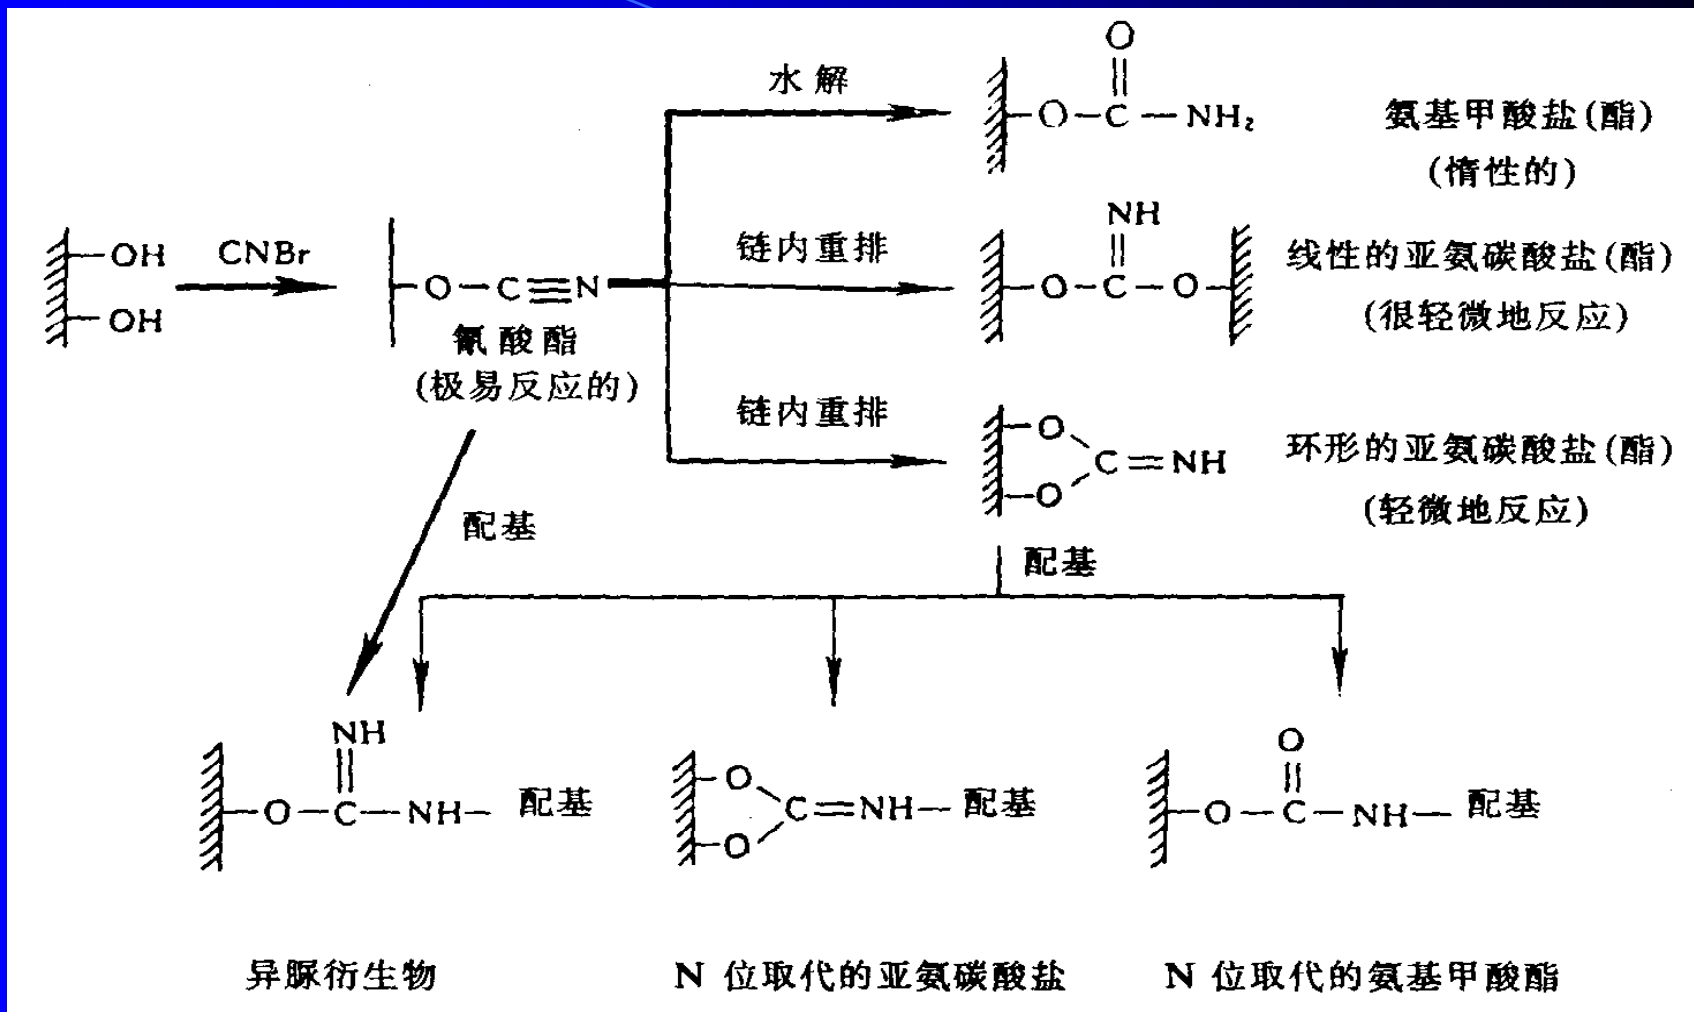 水解
O
‖
O-C-NH₂
氨基甲酸盐(酯)
(惰性的)
OH
OH
CNBr
O-C≡N
氰酸酯
(极易反应的)
链内重排
NH
‖
O-C-O
线性的亚氨碳酸盐(酯)
(很轻微地反应)
链内重排
O
C=NH
O
环形的亚氨碳酸盐(酯)
(轻微地反应)
配基
配基
NH
‖
O-C-NH-配基
O
C=NH-配基
O
O
‖
O-C-NH-配基
异脲衍生物
N 位取代的亚氨碳酸盐
N 位取代的氨基甲酸酯